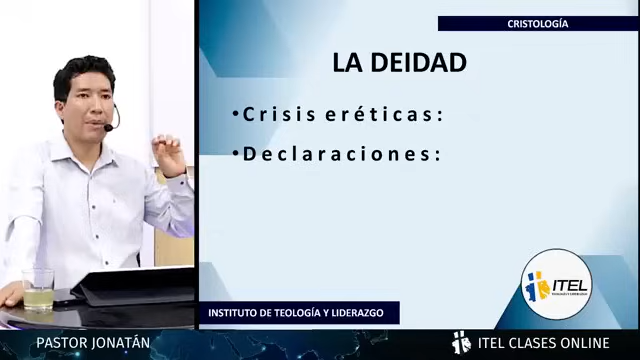 CRISTOLOGÍA
LA DEIDAD
•Crisis eréticas:
•Declaraciones:
ITEL
INSTITUTO DE TEOLOGÍA Y LIDERAZGO
PASTOR JONATÁN
ITEL CLASES ONLINE